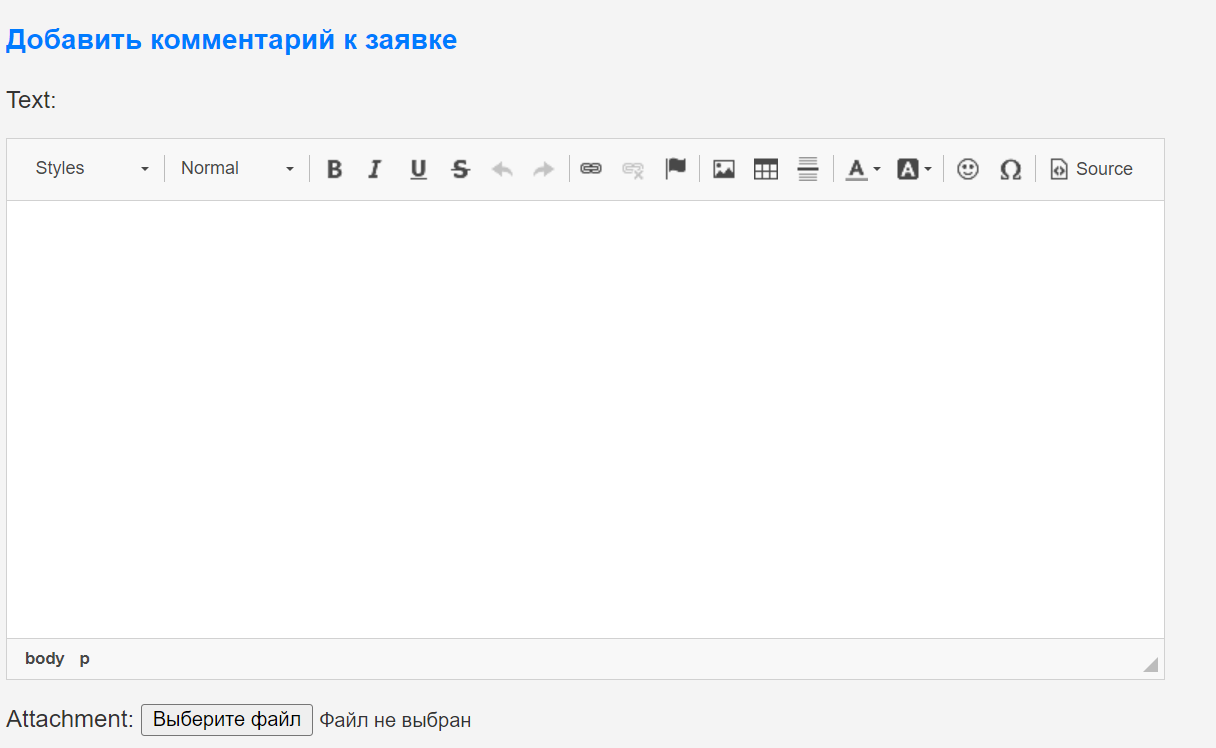 Добавить комментарий к заявке
Text:
Styles Normal B I U S A A Ω Source
body p
Attachment: Выберите файл Файл не выбран